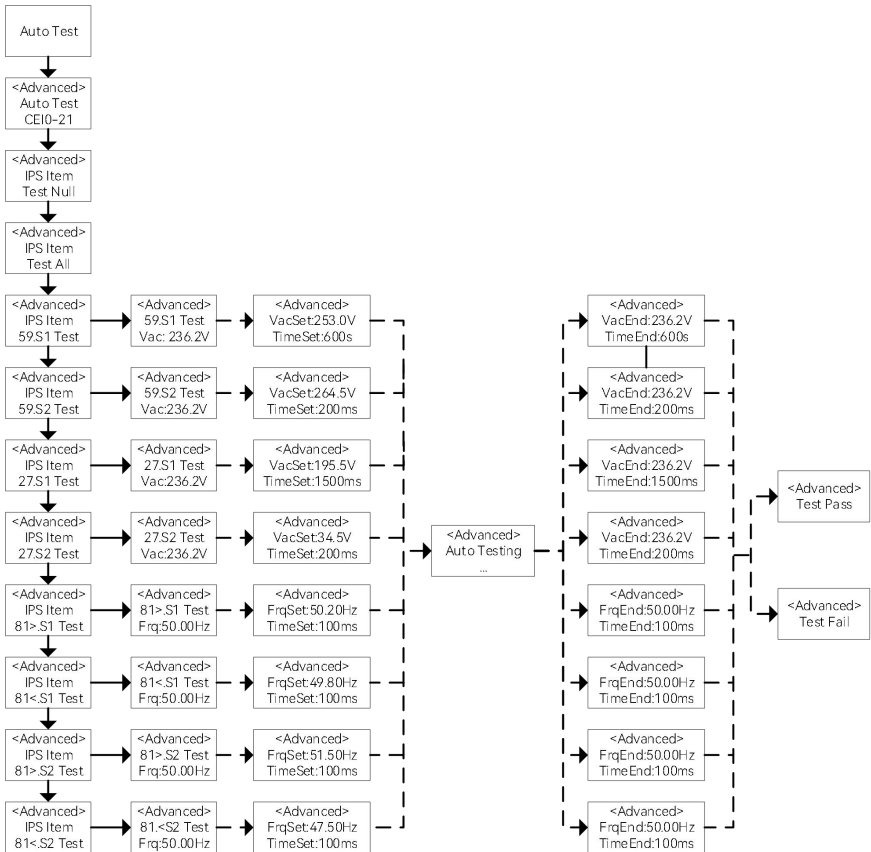 Auto Test
<Advanced>
Auto Test
CEI0-21
<Advanced>
IPS Item
Test Null
<Advanced>
IPS Item
Test All
<Advanced>
IPS Item
59.S1 Test
<Advanced>
59.S1 Test
Vac: 236.2V
<Advanced>
VacSet:253.0V
TimeSet:600s
<Advanced>
VacEnd:236.2V
TimeEnd:600s
<Advanced>
IPS Item
59.S2 Test
<Advanced>
59.S2 Test
Vac:236.2V
<Advanced>
VacSet:264.5V
TimeSet:200ms
<Advanced>
VacEnd:236.2V
TimeEnd:200ms
<Advanced>
IPS Item
27.S1 Test
<Advanced>
27.S1 Test
Vac:236.2V
<Advanced>
VacSet:195.5V
TimeSet:1500ms
<Advanced>
VacEnd:236.2V
TimeEnd:1500ms
<Advanced>
IPS Item
27.S2 Test
<Advanced>
27.S2 Test
Vac:236.2V
<Advanced>
VacSet:34.5V
TimeSet:200ms
<Advanced>
Auto Testing
...
<Advanced>
VacEnd:236.2V
TimeEnd:200ms
<Advanced>
Test Pass
<Advanced>
IPS Item
81>.S1 Test
<Advanced>
81>.S1 Test
Frq:50.00Hz
<Advanced>
FrqSet:50.20Hz
TimeSet:100ms
<Advanced>
FrqEnd:50.00Hz
TimeEnd:100ms
<Advanced>
Test Fail
<Advanced>
IPS Item
81<.S1 Test
<Advanced>
81<.S1 Test
Frq:50.00Hz
<Advanced>
FrqSet:49.80Hz
TimeSet:100ms
<Advanced>
FrqEnd:50.00Hz
TimeEnd:100ms
<Advanced>
IPS Item
81>.S2 Test
<Advanced>
81>.S2 Test
Frq:50.00Hz
<Advanced>
FrqSet:51.50Hz
TimeSet:100ms
<Advanced>
FrqEnd:50.00Hz
TimeEnd:100ms
<Advanced>
IPS Item
81<.S2 Test
<Advanced>
81.<S2 Test
Frq:50.00Hz
<Advanced>
FrqSet:47.50Hz
TimeSet:100ms
<Advanced>
FrqEnd:50.00Hz
TimeEnd:100ms